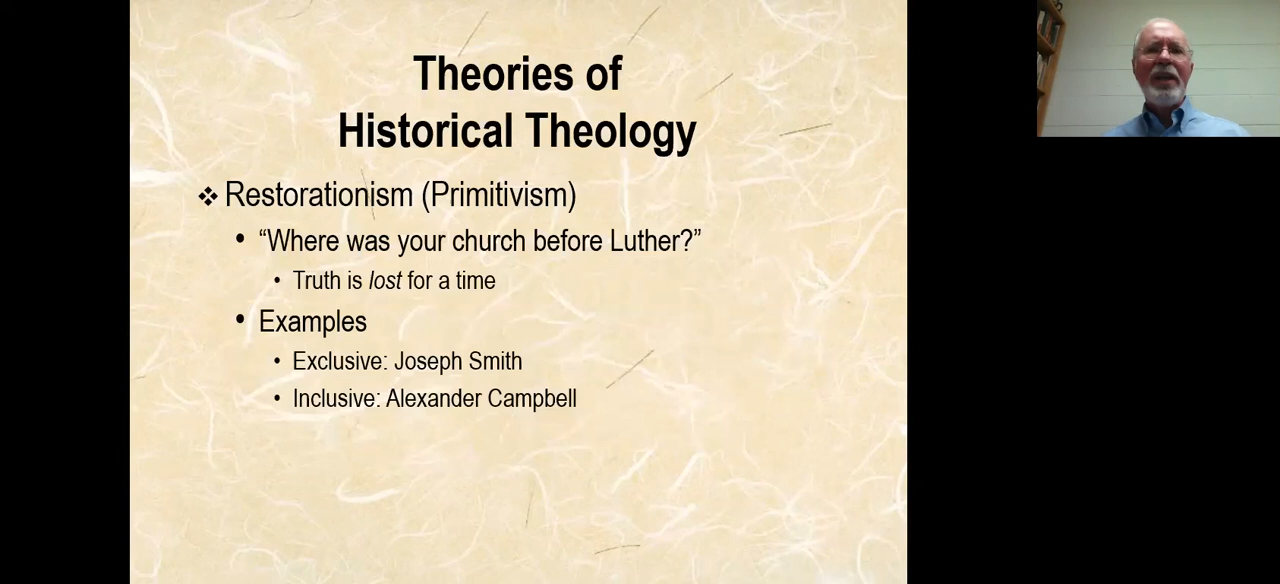 Theories of
Historical Theology
❖ Restorationism (Primitivism)
• “Where was your church before Luther?”
• Truth is lost for a time
• Examples
• Exclusive: Joseph Smith
• Inclusive: Alexander Campbell